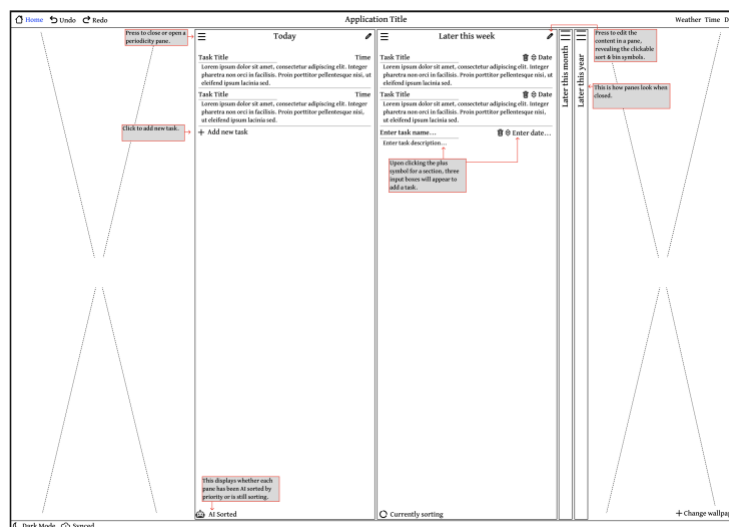 Home Undo Redo
Application Title
Weather Time D
Press to close or open a
periodicity pane.
Today
Task Title Time
Lorem ipsum dolor sit amet, consectetur adipiscing elit. Integer
pharetra non orci in facilisis. Proin porttitor pellentesque nisi, ut
eleifend ipsum lacinia sed.
Task Title Time
Lorem ipsum dolor sit amet, consectetur adipiscing elit. Integer
pharetra non orci in facilisis. Proin porttitor pellentesque nisi,
ut eleifend ipsum lacinia sed.
Click to add new task.
+ Add new task
This displays whether each
pane has been AI sorted by
priority or is still sorting.
AI Sorted
Later this week
Task Title Date
Lorem ipsum dolor sit amet, consectetur adipiscing elit. Integer
pharetra non orci in facilisis. Proin porttitor pellentesque nisi,
ut eleifend ipsum lacinia sed.
Task Title Date
Lorem ipsum dolor sit amet, consectetur adipiscing elit. Integer
pharetra non orci in facilisis. Proin porttitor pellentesque nisi,
ut eleifend ipsum lacinia sed.
Enter task name... Enter date...
Enter task description...
Upon clicking the plus
symbol for a section, three
input boxes will appear to
add a task.
Currently sorting
Later this month
Later this year
Press to edit the
content in a pane,
revealing the clickable
sort & bin symbols.
This is how panes look when
closed.
+ Change wallpap
Dark Mode Synced